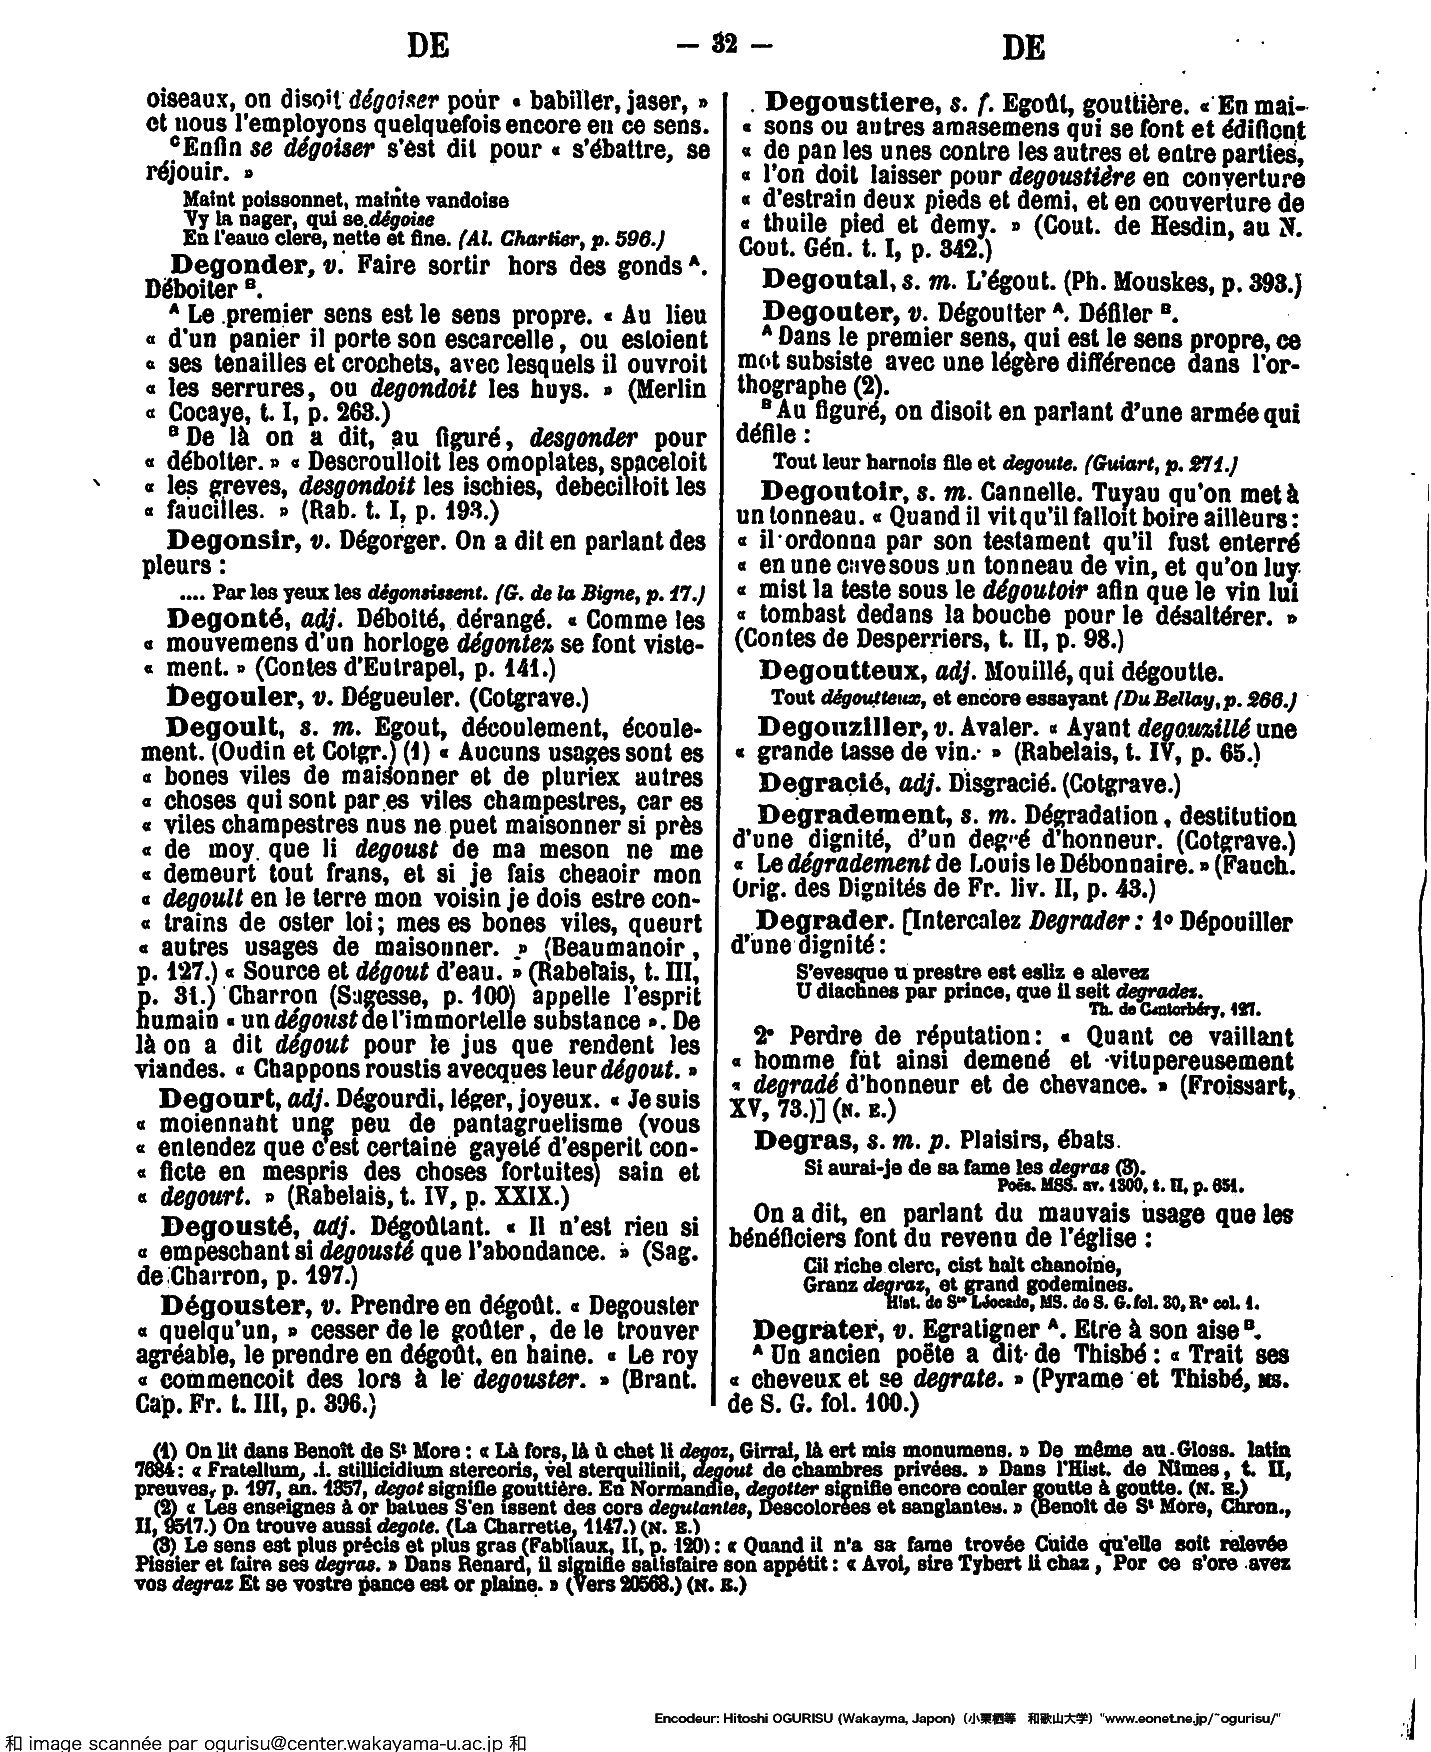 DE — 32 — DE
oiseaux, on disoit dégoiser pour « babiller, jaser, »
et nous l'employons quelquefois encore en ce sens.
C Enfin se dégoiser s'est dit pour « s'ébattre, se
réjouir. »
Maint poissonnet, mainte vandoise
Vy la nager, qui se dégoise
En l'eaue clere, nette et fine. (Al. Chartier, p. 596.)
Degonder, v. Faire sortir hors des gonds A.
Déboiter B.
A Le premier sens est le sens propre. « Au lieu
« d'un panier il porte son escarcelle, ou estoient
« ses tenailles et crochets, avec lesquels il ouvroit
« les serrures, ou degondoit les huys. » (Merlin
« Cocaye, t. I, p. 263.)
B De là on a dit, au figuré, desgonder pour
« déboiter. » « Descroulloit les omoplates, spaceloit
« les greves, desgondoit les ischies, debecilloit les
« faucilles. » (Rab. t. I, p. 193.)
Degonsir, v. Dégorger. On a dit en parlant des
pleurs :
.... Par les yeux les dégonsissent. (G. de la Bigne, p. 17.)
Degonté, adj. Déboité, dérangé. « Comme les
« mouvemens d'un horloge dégontez se font viste-
« ment. » (Contes d'Eutrapel, p. 141.)
Degouler, v. Dégueuler. (Cotgrave.)
Degoult, s. m. Egout, découlement, écoule-
ment. (Oudin et Cotgr.) (1) « Aucuns usages sont es
« bones viles de maisonner et de pluriex autres
« choses qui sont par es viles champestres, car es
« viles champestres nus ne puet maisonner si près
« de moy que li degoust de ma meson ne me
« demeurt tout frans, et si je fais cheaoir mon
« degoult en le terre mon voisin je dois estre con-
« trains de oster loi ; mes es bones viles, queurt
« autres usages de maisonner. » (Beaumanoir,
p. 127.) « Source et dégout d'eau. » (Rabelais, t. III,
p. 31.) Charron (Sagesse, p. 100) appelle l'esprit
humain « un dégoust de l'immortelle substance ». De
là on a dit dégout pour le jus que rendent les
viandes. « Chappons roustis avecques leur dégout. »
Degourt, adj. Dégourdi, léger, joyeux. « Je suis
« moiennant ung peu de pantagruelisme (vous
« entendez que c'est certaine gayeté d'esperit con-
« ficte en mespris des choses fortuites) sain et
« degourt. » (Rabelais, t. IV, p. XXIX.)
Degousté, adj. Dégoûtant. « Il n'est rien si
« empeschant si degousté que l'abondance. » (Sag.
de Charron, p. 197.)
Dégouster, v. Prendre en dégoût. « Degouster
« quelqu'un, » cesser de le goûter, de le trouver
agréable, le prendre en dégoût, en haine. « Le roy
« commencoit des lors à le degouster. » (Brant.
Cap. Fr. t. III, p. 396.)
Degoustiere, s. f. Egoût, gouttière. « En mai-
« sons ou autres amasemens qui se font et édifient
« de pan les unes contre les autres et entre parties,
« l'on doit laisser pour degoustière en couverture
« d'estrain deux pieds et demi, et en couverture de
« thuile pied et demy. » (Cout. de Hesdin, au N.
Cout. Gén. t. I, p. 342.)
Degoutal, s. m. L'égout. (Ph. Mouskes, p. 393.)
Degouter, v. Dégoutter A. Défiler B.
A Dans le premier sens, qui est le sens propre, ce
mot subsiste avec une légère différence dans l'or-
thographe (2).
B Au figuré, on disoit en parlant d'une armée qui
défile :
Tout leur harnois file et degoute. (Guiart, p. 271.)
Degoutoir, s. m. Cannelle. Tuyau qu'on met à
un tonneau. « Quand il vit qu'il falloit boire ailleurs :
« il ordonna par son testament qu'il fust enterré
« en une cave sous un tonneau de vin, et qu'on luy
« mist la teste sous le dégoutoir afin que le vin lui
« tombast dedans la bouche pour le désaltérer. »
(Contes de Desperriers, t. II, p. 98.)
Degoutteux, adj. Mouillé, qui dégoutte.
Tout dégoutteux, et encore essayant (Du Bellay, p. 266.)
Degouziller, v. Avaler. « Ayant degouzillé une
« grande tasse de vin. » (Rabelais, t. IV, p. 65.)
Degracié, adj. Disgracié. (Cotgrave.)
Degradement, s. m. Dégradation, destitution
d'une dignité, d'un degré d'honneur. (Cotgrave.)
« Le dégradement de Louis le Débonnaire. » (Fauch.
Orig. des Dignités de Fr. liv. II, p. 43.)
Degrader. [Intercalez Degrader : 1º Dépouiller
d'une dignité :
S'evesque u prestre est esliz e alevez
U diachnes par prince, que il seit degradez.
Th. de Cantorbéry, 127.
2º Perdre de réputation : « Quant ce vaillant
« homme fût ainsi demené et vitupereusement
« degradé d'honneur et de chevance. » (Froissart,
XV, 73.)] (N. E.)
Degras, s. m. p. Plaisirs, ébats.
Si aurai-je de sa fame les degras (3).
Poës. MSS. av. 1300, t. II, p. 651.
On a dit, en parlant du mauvais usage que les
bénéficiers font du revenu de l'église :
Cil riche clerc, cist halt chanoine,
Granz degraz, et grand godemines.
Hist. de Ste Léocade, MS. de S. G. fol. 30, Rº col. 1.
Degrater, v. Egratigner A. Etre à son aise B.
A Un ancien poëte a dit de Thisbé : « Trait ses
« cheveux et se degrate. » (Pyrame et Thisbé, MS.
de S. G. fol. 100.)
(1) On lit dans Benoît de St More : « Là fors, là û chet li degoz, Girrai, là ert mis monumens. » De même au Gloss. latin
7684 : « Fratellum, .i. stillicidium stercoris, vel sterquilinii, degout de chambres privées. » Dans l'Hist. de Nîmes, t. II,
preuves, p. 197, an. 1357, degot signifie gouttière. En Normandie, degotter signifie encore couler goutte à goutte. (N. E.)
(2) « Les enseignes à or batues S'en issent des cors degutantes, Descolorées et sanglantes. » (Benoît de St More, Chron.,
II, 9517.) On trouve aussi degote. (La Charrette, 1147.) (N. E.)
(3) Le sens est plus précis et plus gras (Fabliaux, II, p. 120) : « Quand il n'a sa fame trovée Cuide qu'elle soit relevée
Pissier et faire ses degras. » Dans Renard, il signifie satisfaire son appétit : « Avoi, sire Tybert li chaz, Por ce s'ore avez
vos degraz Et se vostre pance est or plaine. » (Vers 20568.) (N. E.)
Encodeur: Hitoshi OGURISU (Wakayma, Japon) (小栗栖等 和歌山大学) "www.eonet.ne.jp/~ogurisu/"
和 image scannée par ogurisu@center.wakayama-u.ac.jp 和